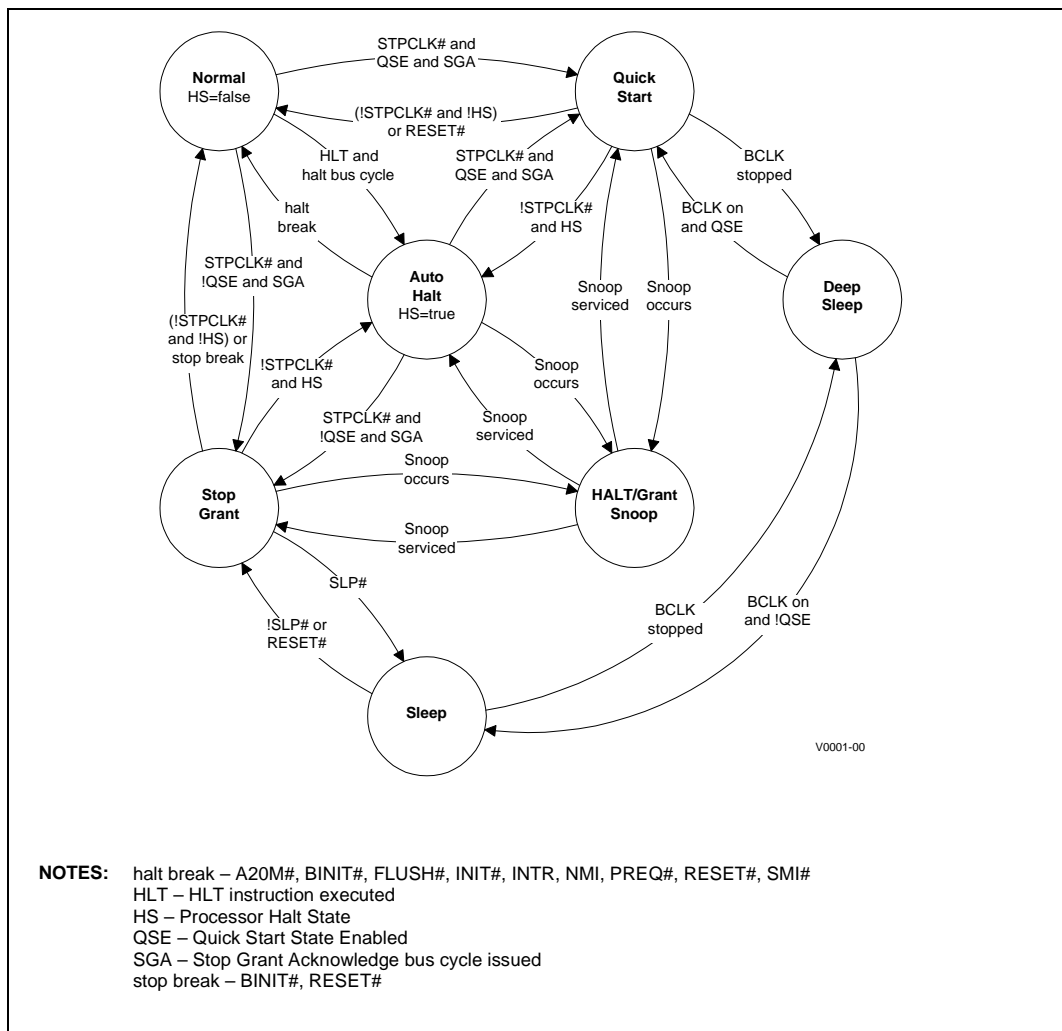 STPCLK# and
QSE and SGA
Normal
HS=false
Quick
Start
(!STPCLK# and !HS)
or RESET#
HLT and
halt bus cycle
STPCLK# and
QSE and SGA
BCLK
stopped
halt
break
!STPCLK#
and HS
BCLK on
and QSE
STPCLK# and
!QSE and SGA
Auto
Halt
HS=true
Snoop
serviced
Snoop
occurs
Deep
Sleep
(!STPCLK#
and !HS) or
stop break
!STPCLK#
and HS
Snoop
occurs
STPCLK# and
!QSE and SGA
Snoop
serviced
Stop
Grant
Snoop
occurs
HALT/Grant
Snoop
Snoop
serviced
SLP#
BCLK
stopped
BCLK on
and !QSE
!SLP# or
RESET#
Sleep
V0001-00
NOTES: halt break – A20M#, BINIT#, FLUSH#, INIT#, INTR, NMI, PREQ#, RESET#, SMI#
HLT – HLT instruction executed
HS – Processor Halt State
QSE – Quick Start State Enabled
SGA – Stop Grant Acknowledge bus cycle issued
stop break – BINIT#, RESET#